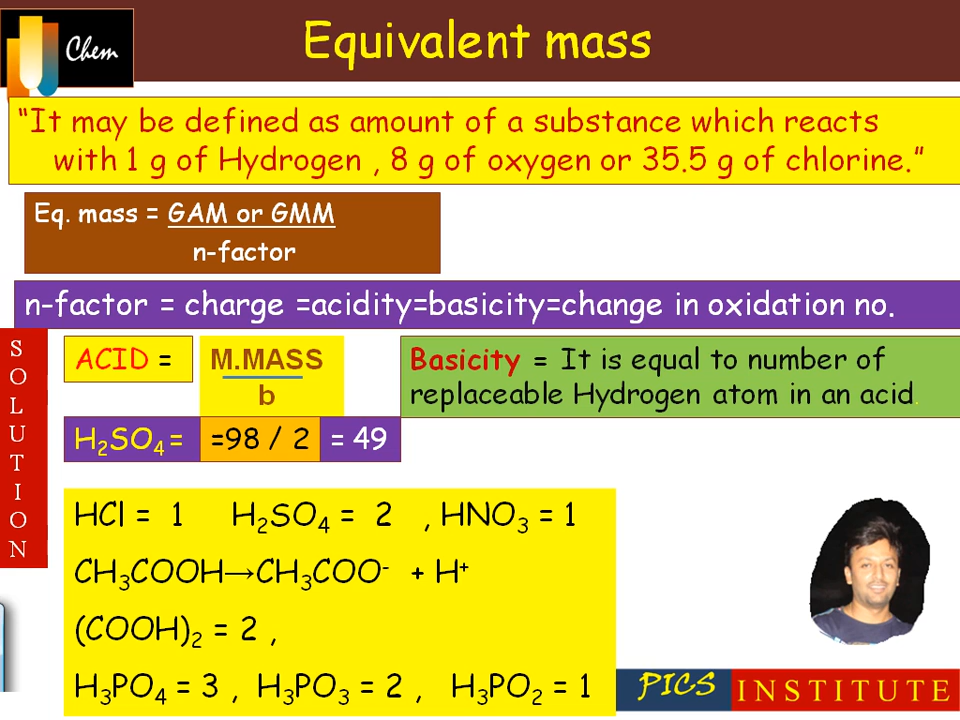 Chem
Equivalent mass
“It may be defined as amount of a substance which reacts
with 1 g of Hydrogen , 8 g of oxygen or 35.5 g of chlorine.”
Eq. mass = GAM or GMM
n-factor
n-factor = charge =acidity=basicity=change in oxidation no.
SOLUTION
ACID =
M.MASS
b
Basicity = It is equal to number of
replaceable Hydrogen atom in an acid.
H₂SO₄ = =98 / 2 = 49
HCl = 1 H₂SO₄ = 2 , HNO₃ = 1
CH₃COOH→CH₃COO⁻ + H⁺
(COOH)₂ = 2 ,
H₃PO₄ = 3 , H₃PO₃ = 2 , H₃PO₂ = 1
PICS INSTITUTE